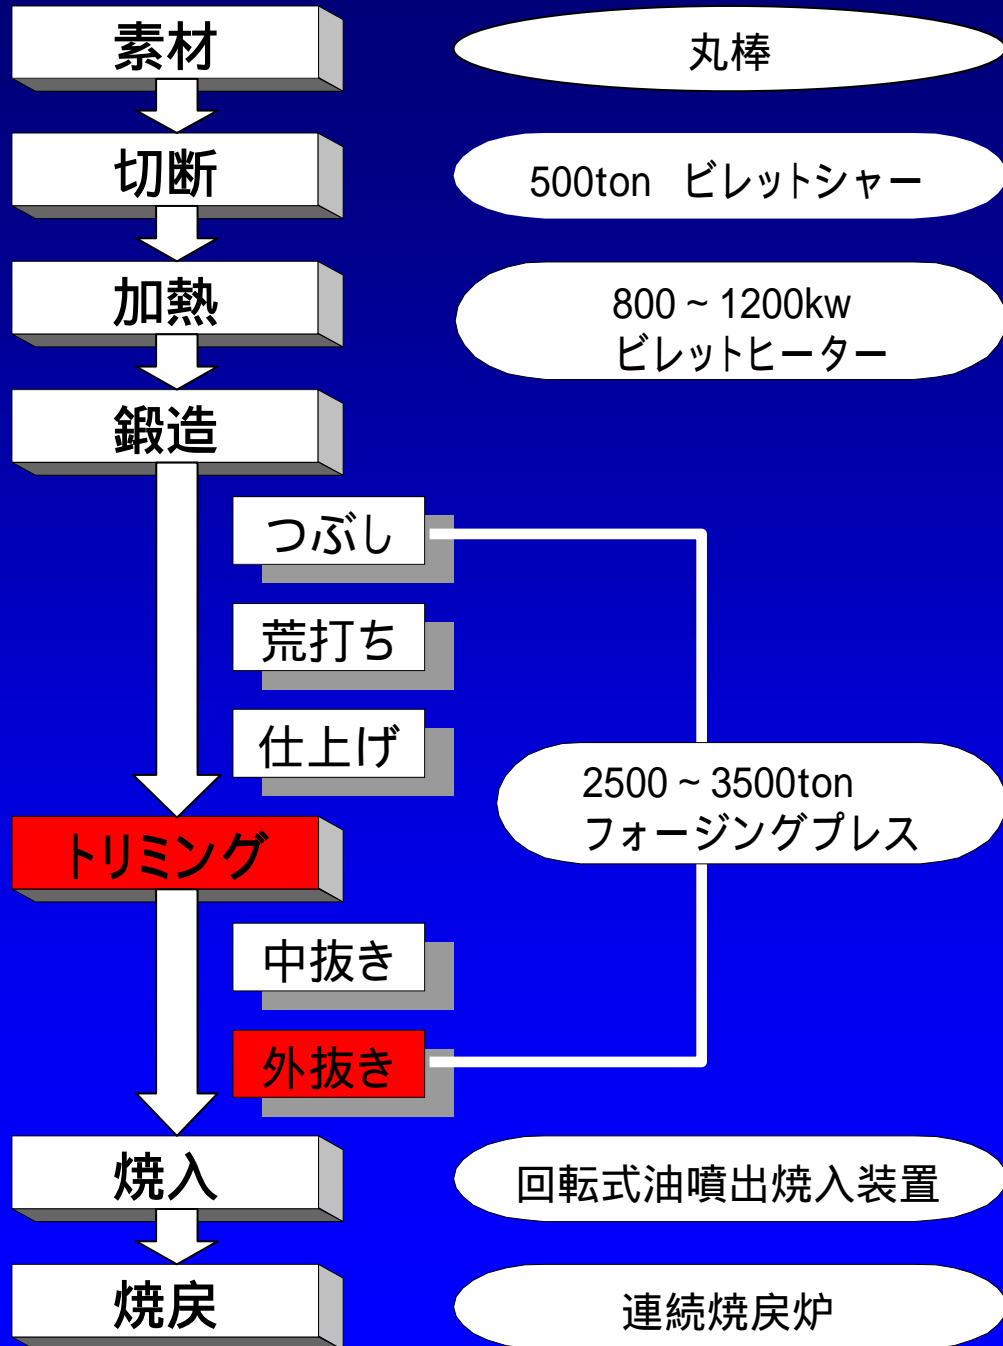 素材
丸棒
切断
500ton ビレットシャー
加熱
800～1200kw
ビレットヒーター
鍛造
つぶし
荒打ち
仕上げ
2500～3500ton
フォージングプレス
トリミング
中抜き
外抜き
焼入
回転式油噴出焼入装置
焼戻
連続焼戻炉